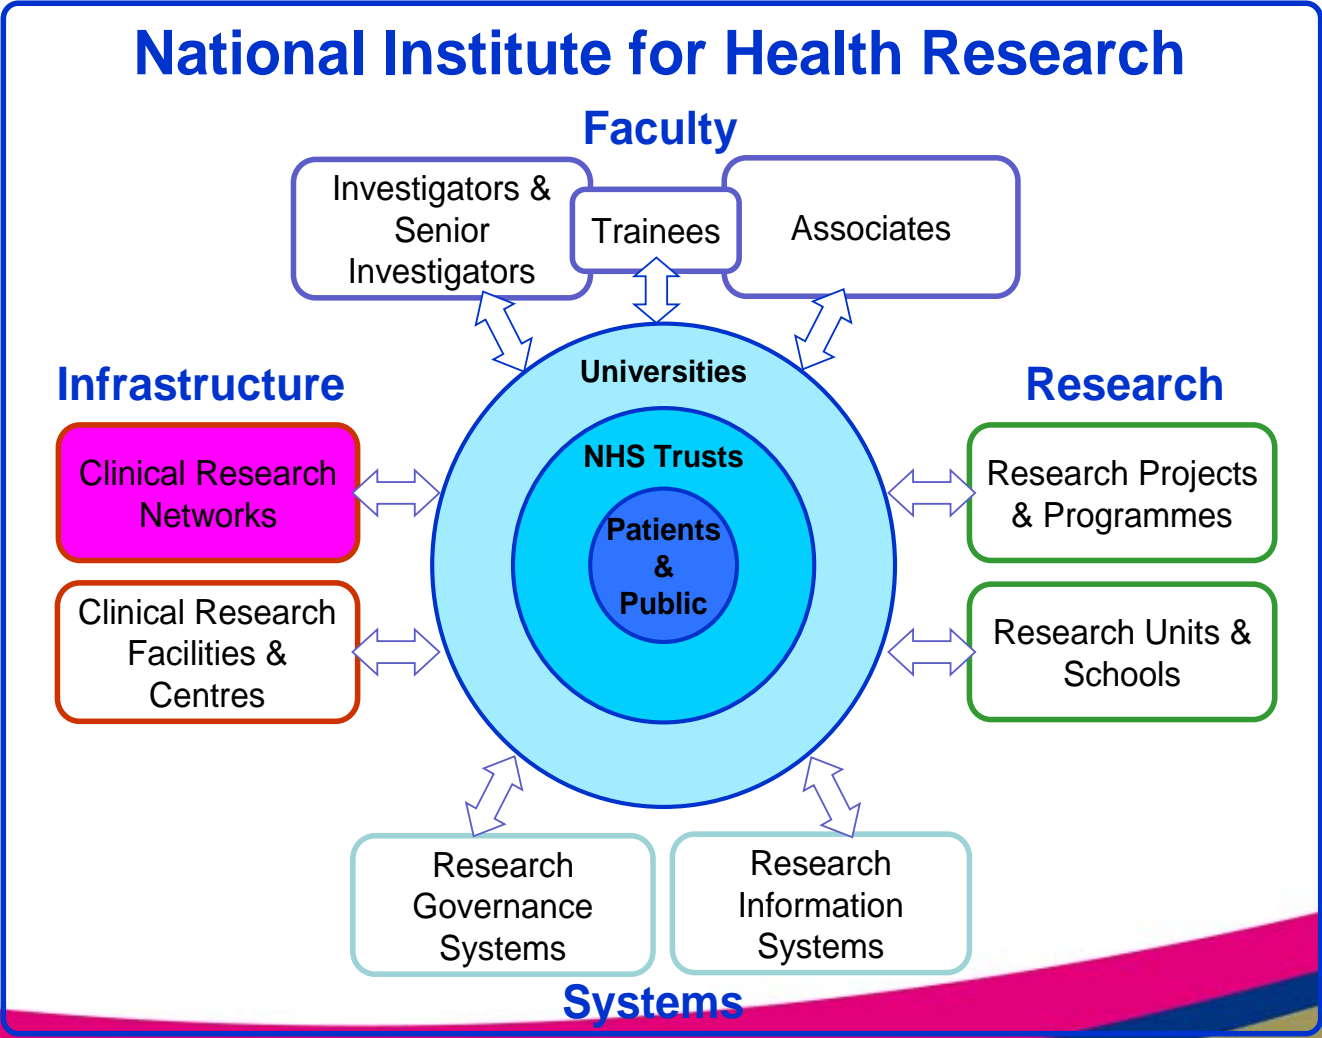 National Institute for Health Research
Faculty
Investigators &
Senior
Investigators
Trainees
Associates
Infrastructure
Clinical Research
Networks
Clinical Research
Facilities &
Centres
Universities
NHS Trusts
Patients
&
Public
Research
Research Projects
& Programmes
Research Units &
Schools
Research
Governance
Systems
Research
Information
Systems
Systems